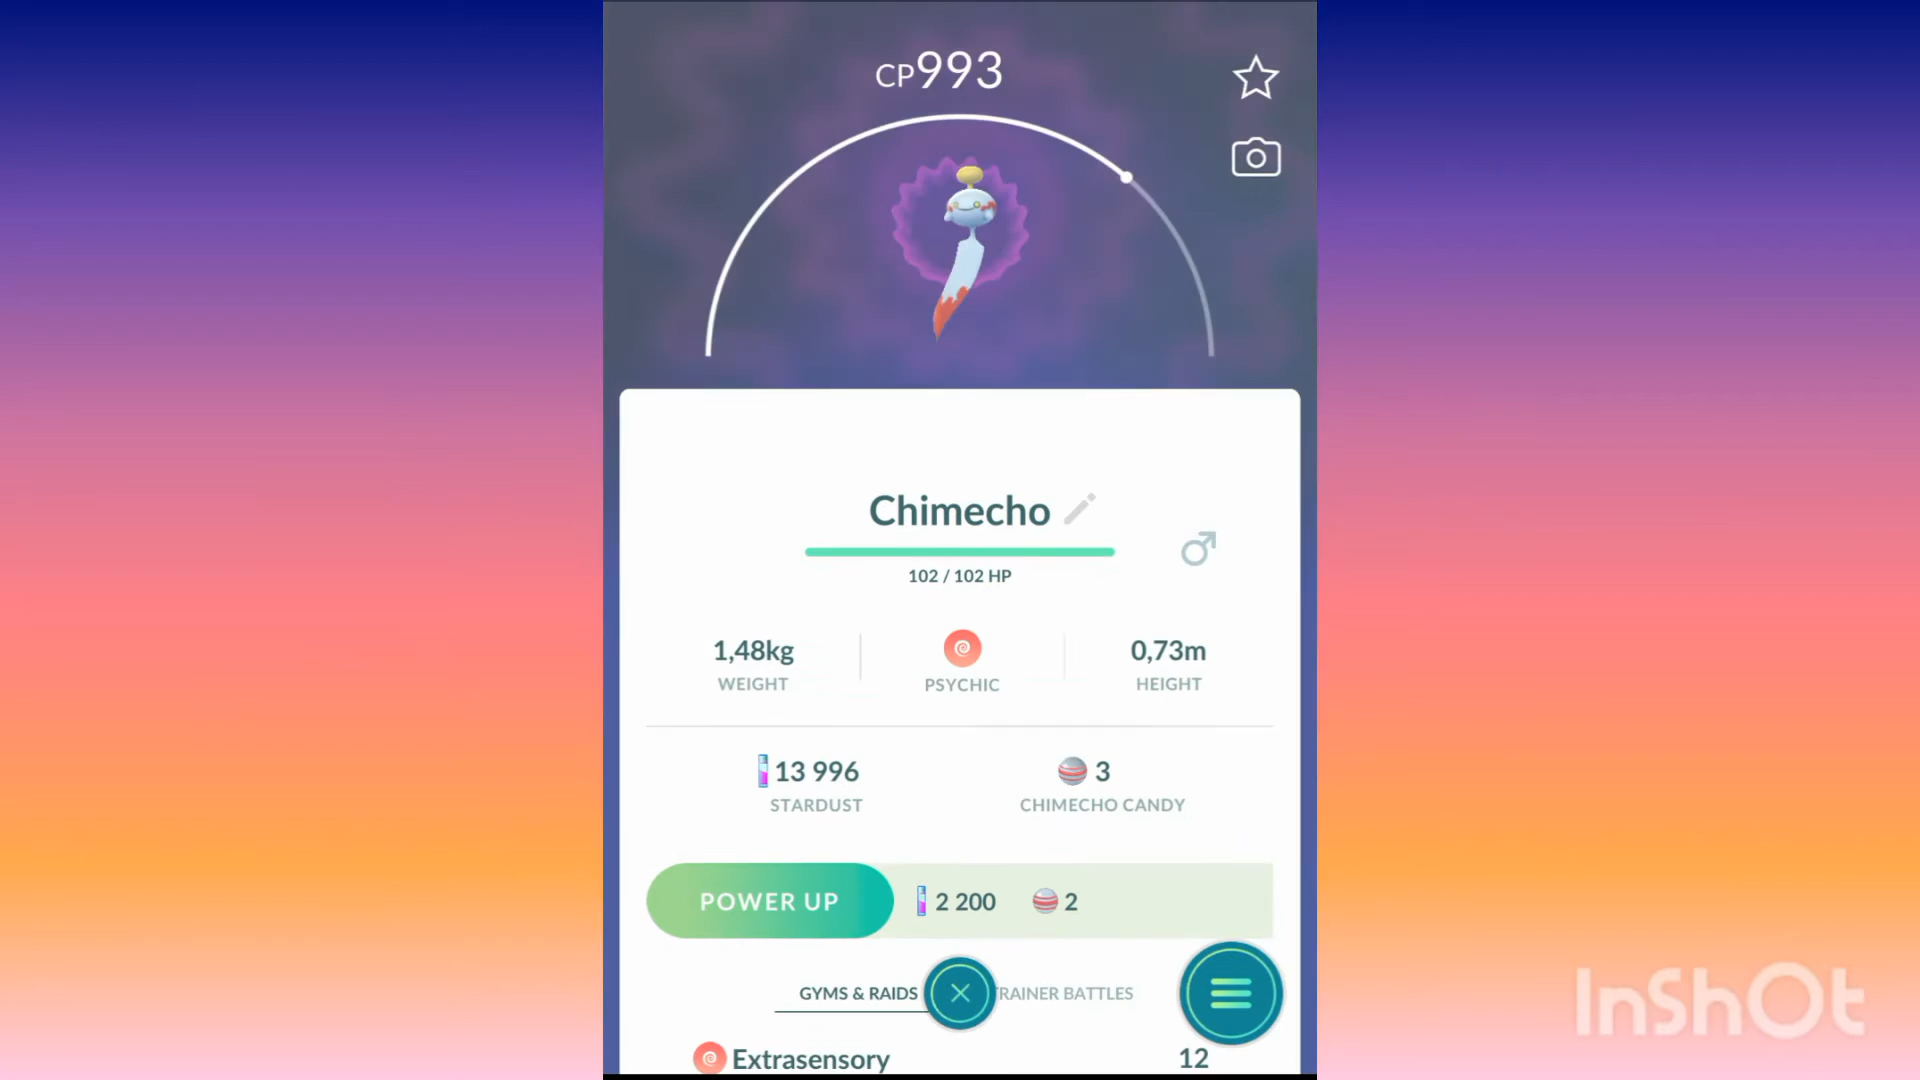 CP993
Chimecho
102 / 102 HP
1,48kg
WEIGHT
PSYCHIC
0,73m
HEIGHT
13 996
STARDUST
3
CHIMECHO CANDY
POWER UP
2 200
2
GYMS & RAIDS
TRAINER BATTLES
Extrasensory
12
InShOt